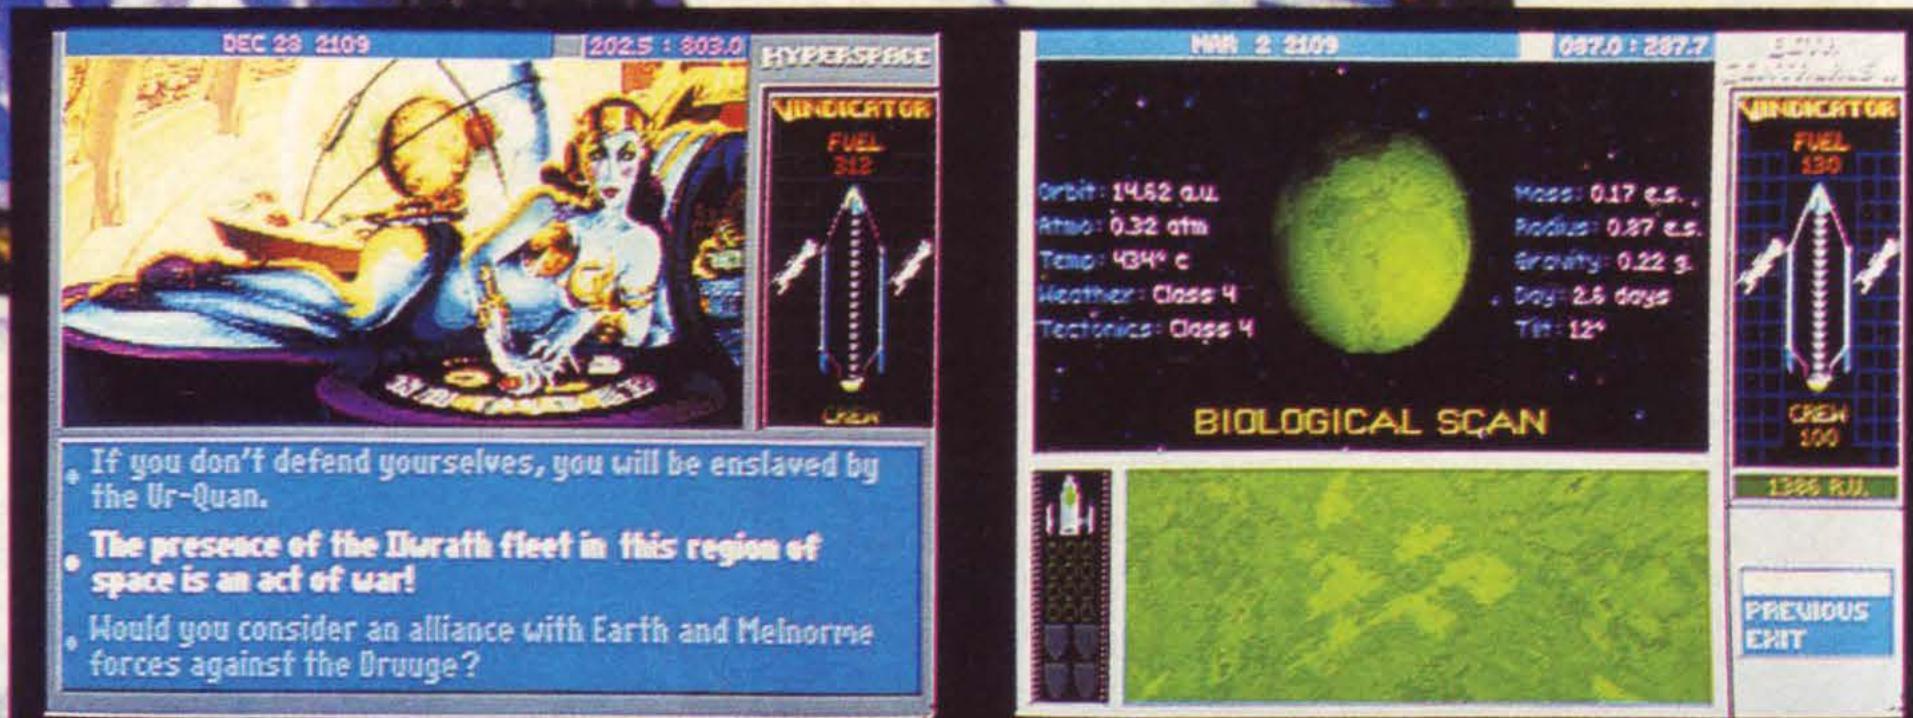 DEC 28 2109
202.5 : 803.0
HYPERSPACE
VINDICATOR
FUEL
312
CREW
If you don't defend yourselves, you will be enslaved by
the Ur-Quan.
The presence of the Ilwrath fleet in this region of
space is an act of war!
Would you consider an alliance with Earth and Melnorme
forces against the Druuge?
MAR 2 2109
087.0 : 287.7
VINDICATOR
FUEL
130
CREW
100
1386 R.U.
Orbit: 14.62 a.u.
Atmo: 0.32 atm
Temp: 434° c
Weather: Class 4
Tectonics: Class 4
Mass: 0.17 e.s.
Radius: 0.87 e.s.
Gravity: 0.22 g.
Day: 2.6 days
Tilt: 12°
BIOLOGICAL SCAN
PREVIOUS
EXIT